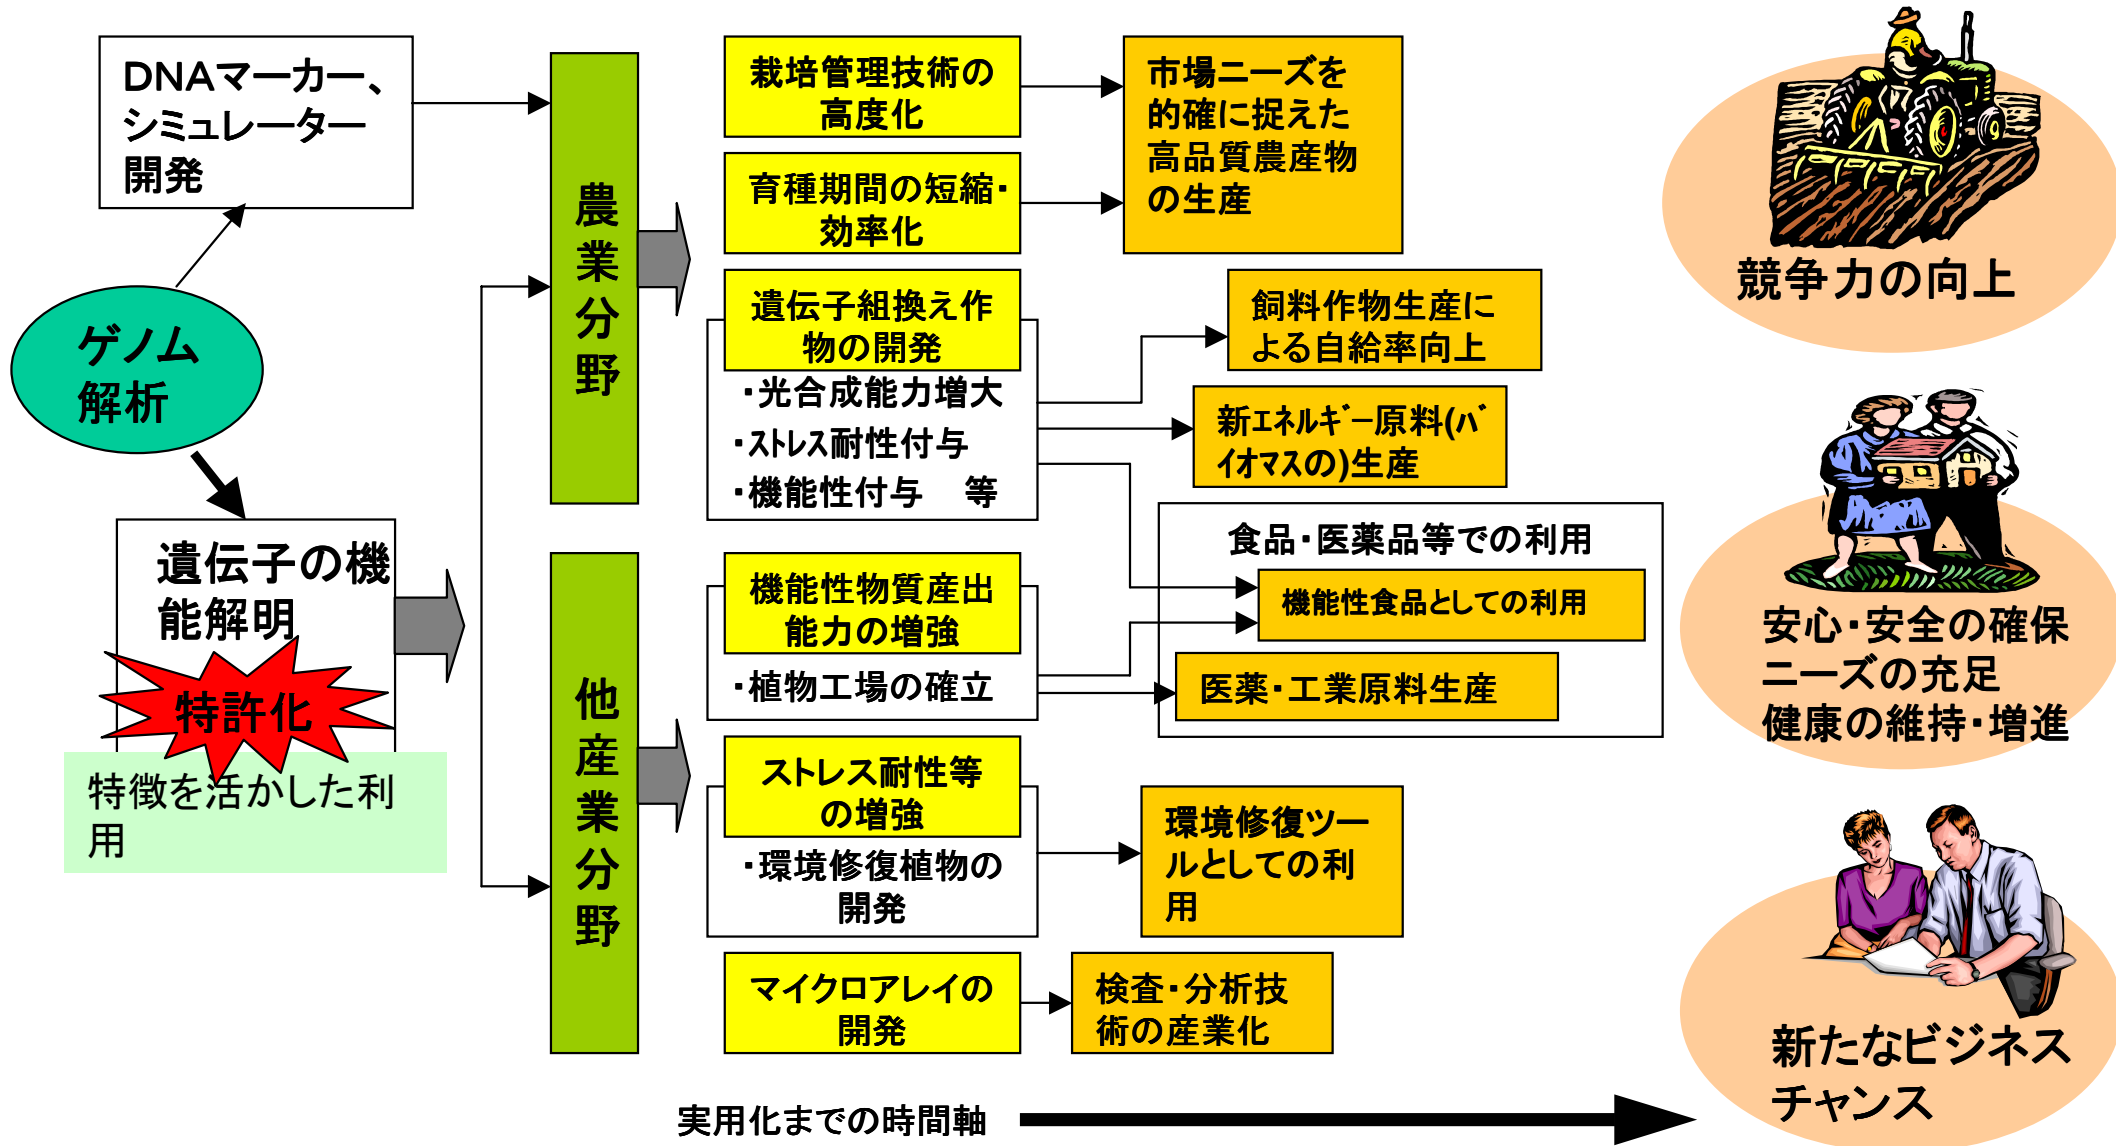 DNAマーカー、
シミュレーター
開発
ゲノム
解析
遺伝子の機
能解明
特許化
特徴を活かした利
用
農業分野
他産業分野
栽培管理技術の
高度化
育種期間の短縮・
効率化
遺伝子組換え作
物の開発
・光合成能力増大
・ｽﾄﾚｽ耐性付与
・機能性付与　等
機能性物質産出
能力の増強
・植物工場の確立
ストレス耐性等
の増強
・環境修復植物の
開発
マイクロアレイの
開発
市場ニーズを
的確に捉えた
高品質農産物
の生産
飼料作物生産に
よる自給率向上
新ｴﾈﾙｷﾞｰ原料(ﾊﾞ
ｲｵﾏｽの)生産
食品・医薬品等での利用
機能性食品としての利用
医薬・工業原料生産
環境修復ツー
ルとしての利
用
検査・分析技
術の産業化
競争力の向上
安心・安全の確保
ニーズの充足
健康の維持・増進
新たなビジネス
チャンス
実用化までの時間軸